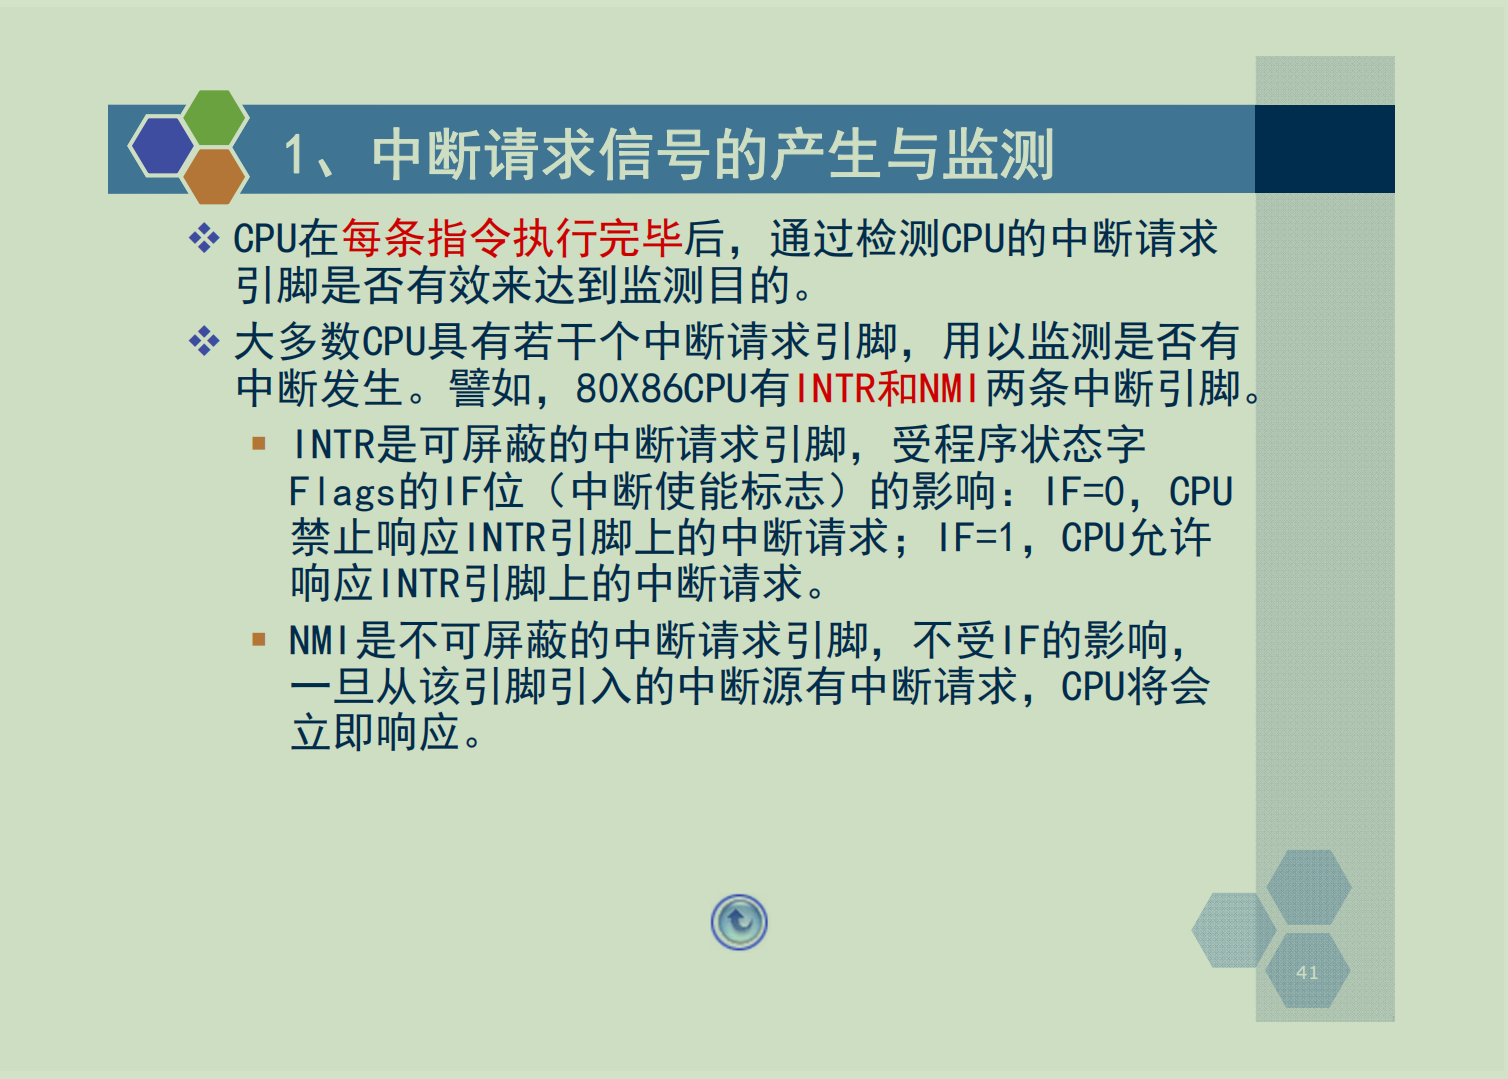 1、中断请求信号的产生与监测
CPU在每条指令执行完毕后，通过检测CPU的中断请求
引脚是否有效来达到监测目的。
大多数CPU具有若干个中断请求引脚，用以监测是否有
中断发生。譬如，80X86CPU有INTR和NMI两条中断引脚。
INTR是可屏蔽的中断请求引脚，受程序状态字
Flags的IF位（中断使能标志）的影响：IF=0，CPU
禁止响应INTR引脚上的中断请求；IF=1，CPU允许
响应INTR引脚上的中断请求。
NMI是不可屏蔽的中断请求引脚，不受IF的影响，
一旦从该引脚引入的中断源有中断请求，CPU将会
立即响应。
41